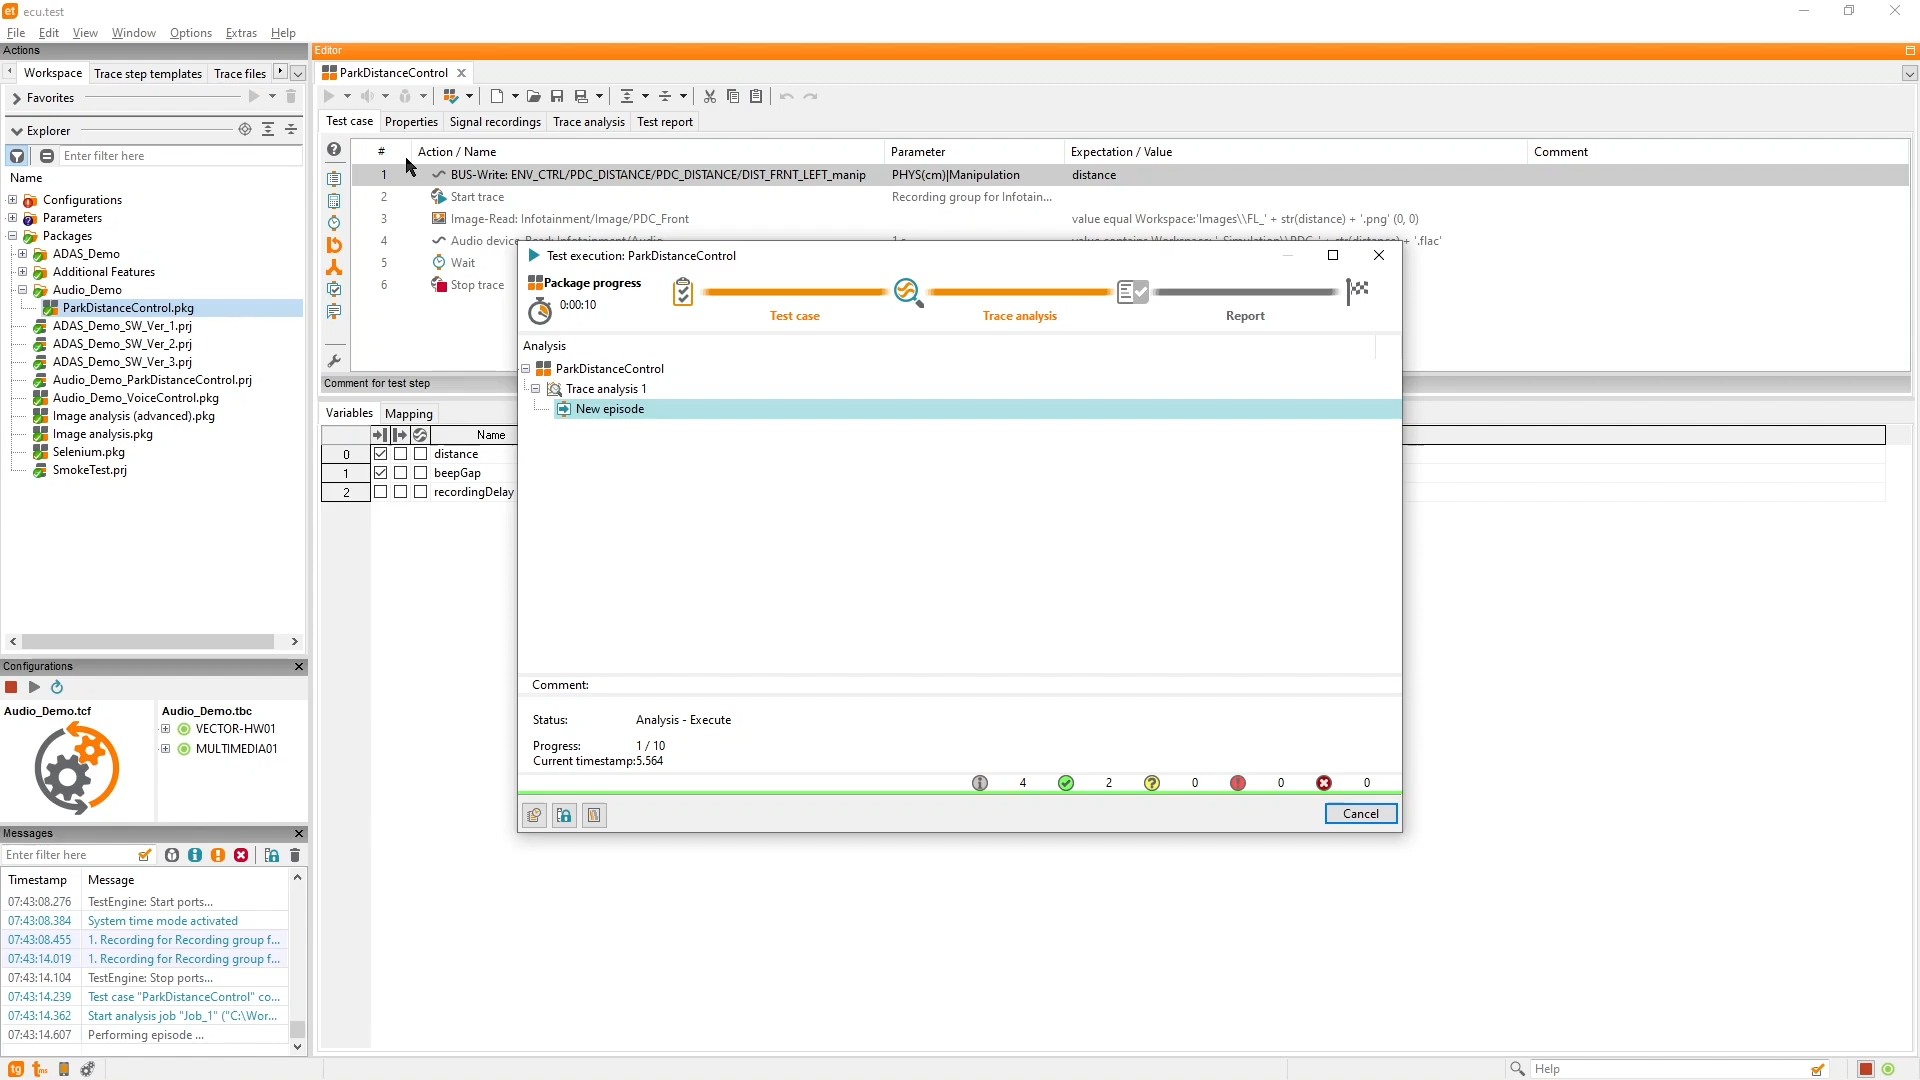 ecu.test
File Edit View Window Options Extras Help
Actions
Workspace Trace step templates Trace files
Favorites
Explorer
Enter filter here
Name
Configurations
Parameters
Packages
ADAS_Demo
Additional Features
Audio_Demo
ParkDistanceControl.pkg
ADAS_Demo_SW_Ver_1.prj
ADAS_Demo_SW_Ver_2.prj
ADAS_Demo_SW_Ver_3.prj
Audio_Demo_ParkDistanceControl.prj
Audio_Demo_VoiceControl.pkg
Image analysis (advanced).pkg
Image analysis.pkg
Selenium.pkg
SmokeTest.prj
Configurations
Audio_Demo.tcf
Audio_Demo.tbc
VECTOR-HW01
MULTIMEDIA01
Messages
Enter filter here
Timestamp Message
07:43:08.276 TestEngine: Start ports...
07:43:08.384 System time mode activated
07:43:08.455 1. Recording for Recording group f...
07:43:14.019 1. Recording for Recording group f...
07:43:14.104 TestEngine: Stop ports...
07:43:14.239 Test case "ParkDistanceControl" co...
07:43:14.362 Start analysis job "Job_1" ("C:\Wor...
07:43:14.607 Performing episode ...
Editor
ParkDistanceControl
Test case Properties Signal recordings Trace analysis Test report
# Action / Name Parameter Expectation / Value Comment
1 BUS-Write: ENV_CTRL/PDC_DISTANCE/PDC_DISTANCE/DIST_FRNT_LEFT_manip PHYS(cm)|Manipulation distance
2 Start trace Recording group for Infotain...
3 Image-Read: Infotainment/Image/PDC_Front value equal Workspace:'Images\\FL_' + str(distance) + '.png' (0, 0)
4 Audio device-Read: Infotainment/Audio 1 s value contains Workspace: '_Simulation\\PDC_' + str(distance) + '.flac'
5 Wait
6 Stop trace
Comment for test step
Variables Mapping
Name
0 distance
1 beepGap
2 recordingDelay
Test execution: ParkDistanceControl
Package progress
0:00:10
Test case Trace analysis Report
Analysis
ParkDistanceControl
Trace analysis 1
New episode
Comment:
Status: Analysis - Execute
Progress: 1 / 10
Current timestamp:5.564
4 2 0 0 0
Cancel
Help